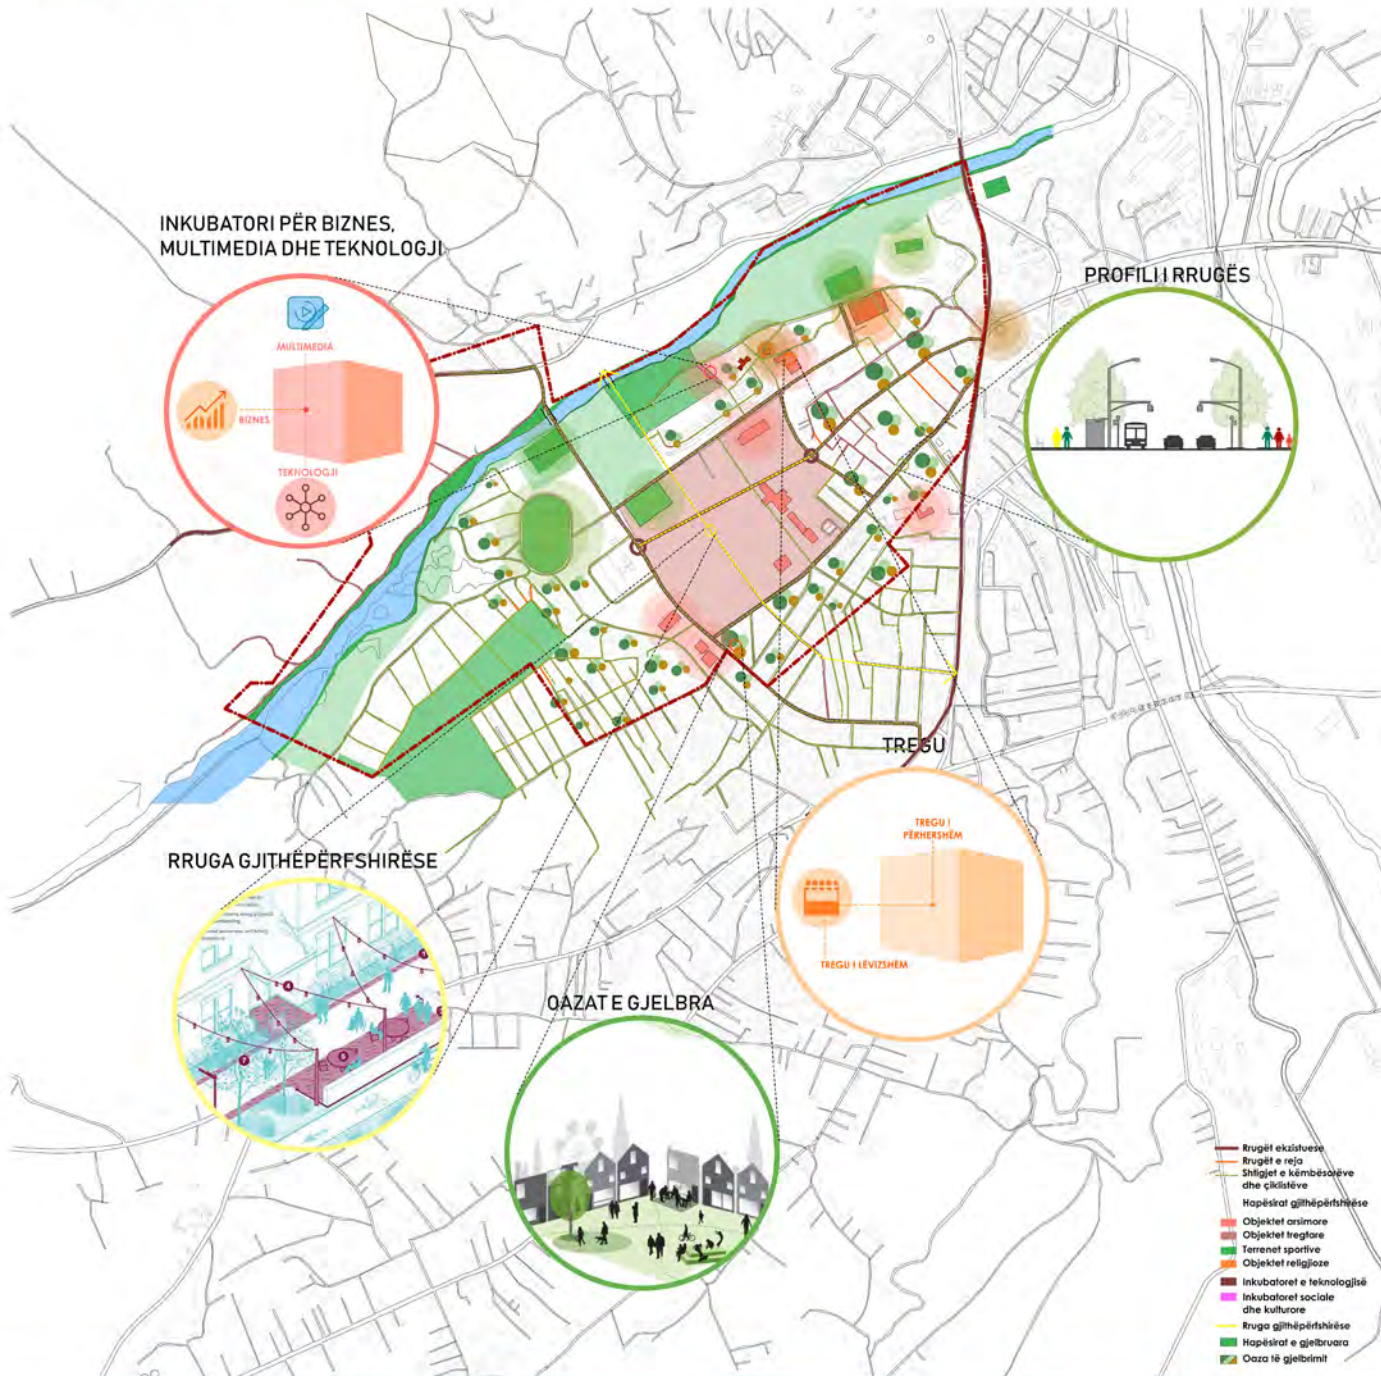 INKUBATORI PËR BIZNES,
MULTIMEDIA DHE TEKNOLOGJI
MULTIMEDIA
BIZNES
TEKNOLOGJI
PROFILI I RRUGËS
TREGU
TREGU I
PËRHERSHËM
TREGU I LËVIZSHËM
RRUGA GJITHËPËRFSHIRËSE
OAZAT E GJELBRA
Rrugët ekzistuese
Rrugët e reja
Shtigjet e këmbësorëve
dhe çiklistëve
Hapësirat gjithëpërfshirëse
Objektet arsimore
Objektet tregtare
Terrenet sportive
Objektet religjioze
Inkubatoret e teknologjisë
Inkubatoret sociale
dhe kulturore
Rruga gjithëpërfshirëse
Hapësirat e gjelbruara
Oaza të gjelbrimit